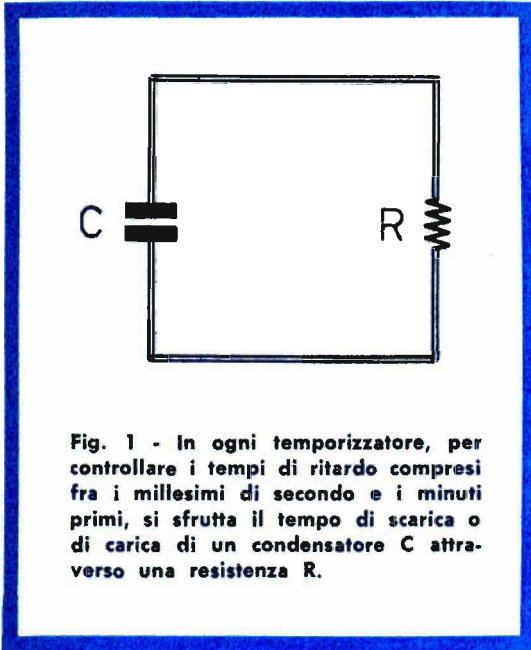 C
R
Fig. 1 - In ogni temporizzatore, per
controllare i tempi di ritardo compresi
fra i millesimi di secondo e i minuti
primi, si sfrutta il tempo di scarica o
di carica di un condensatore C attra-
verso una resistenza R.